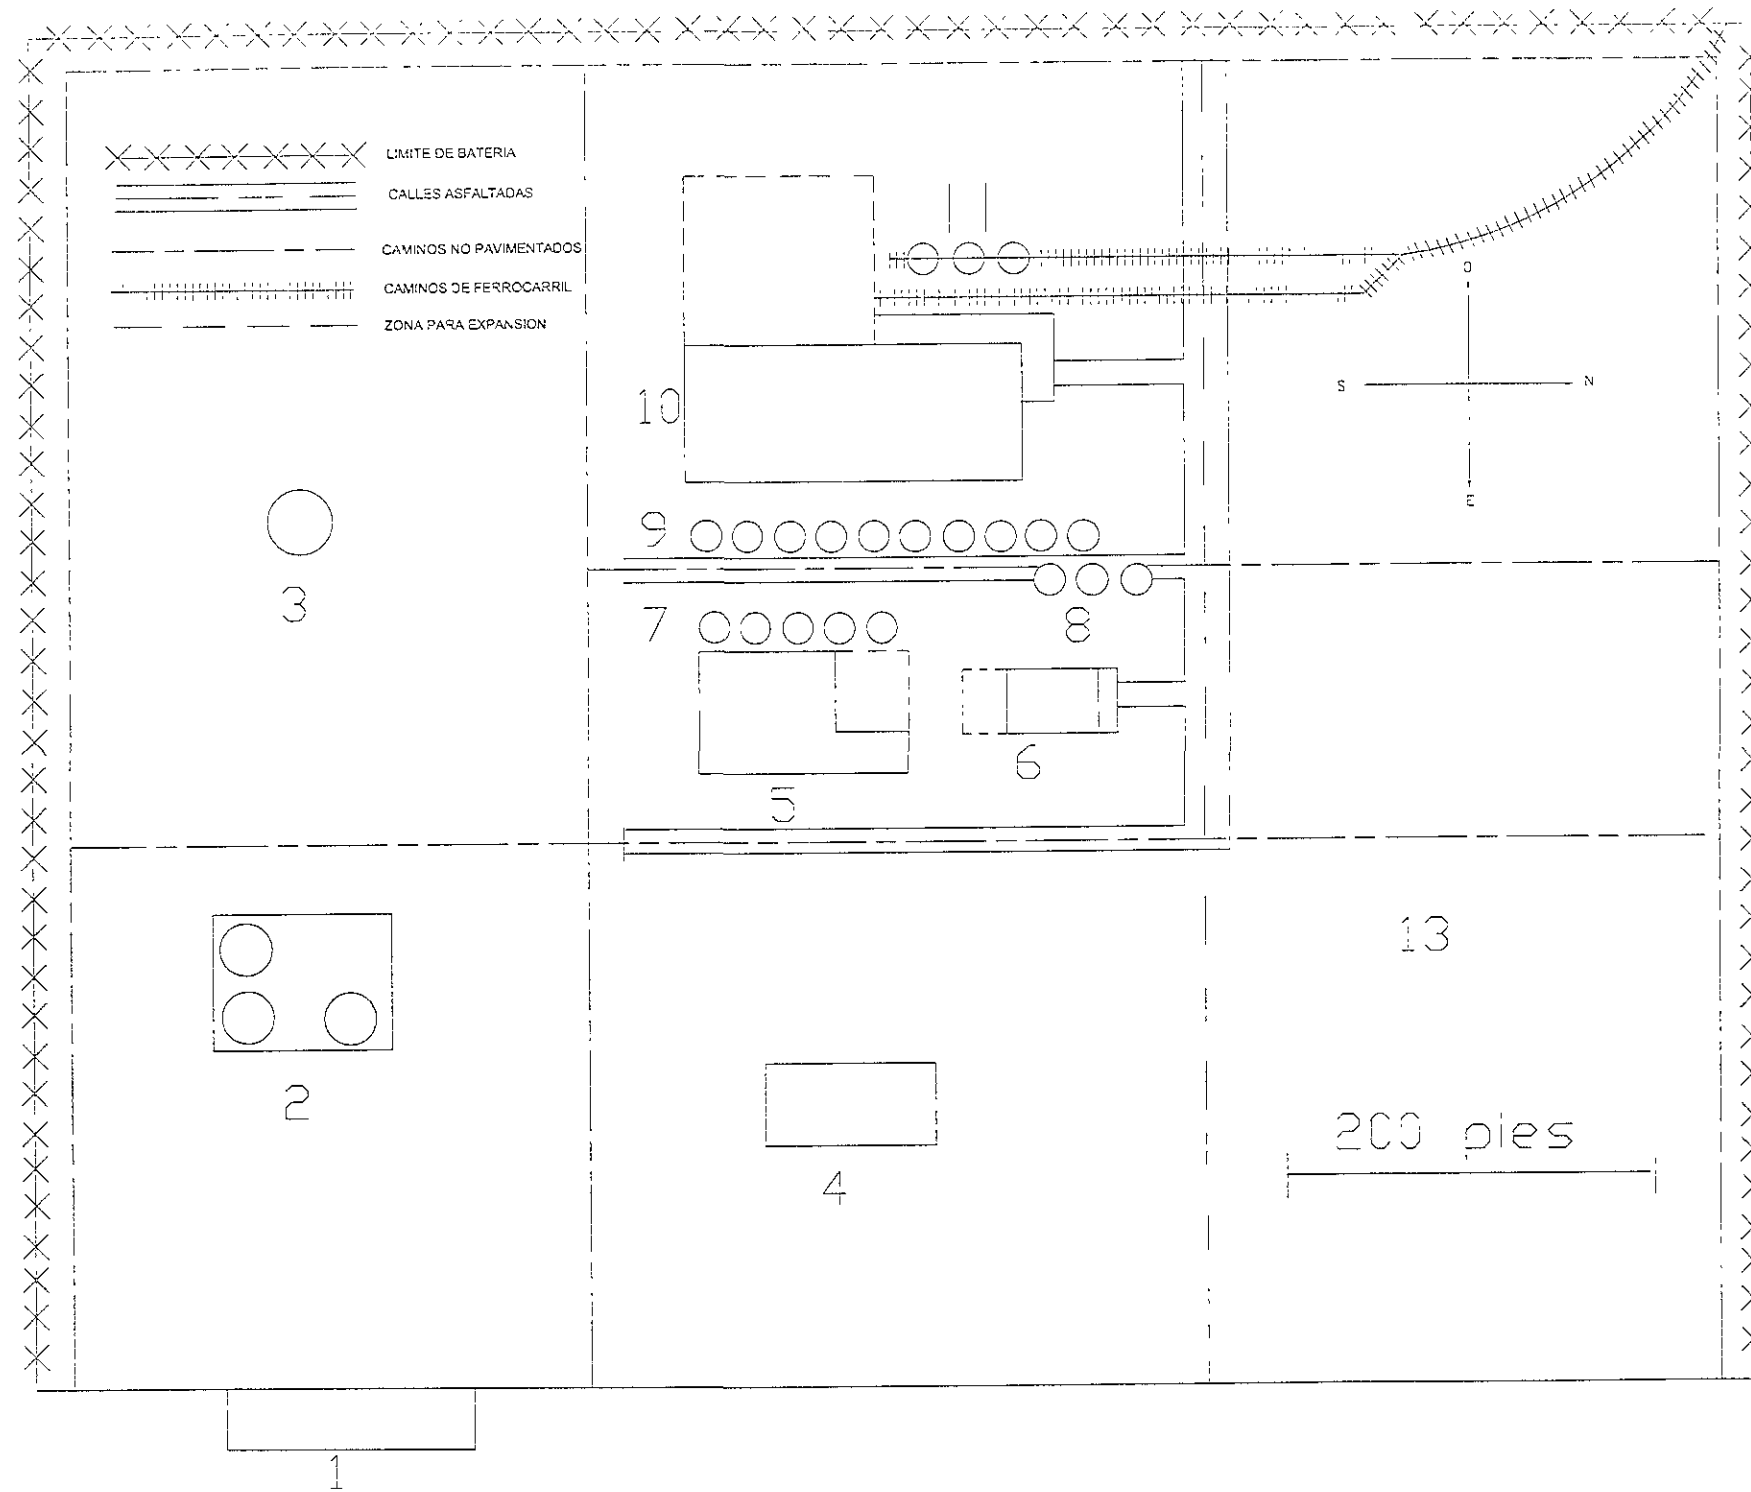 LIMITE DE BATERIA
CALLES ASFALTADAS
CAMINOS NO PAVIMENTADOS
CAMINOS DE FERROCARRIL
ZONA PARA EXPANSION
O
S
N
E
10
9
3
7
8
6
5
13
2
200 pies
4
1